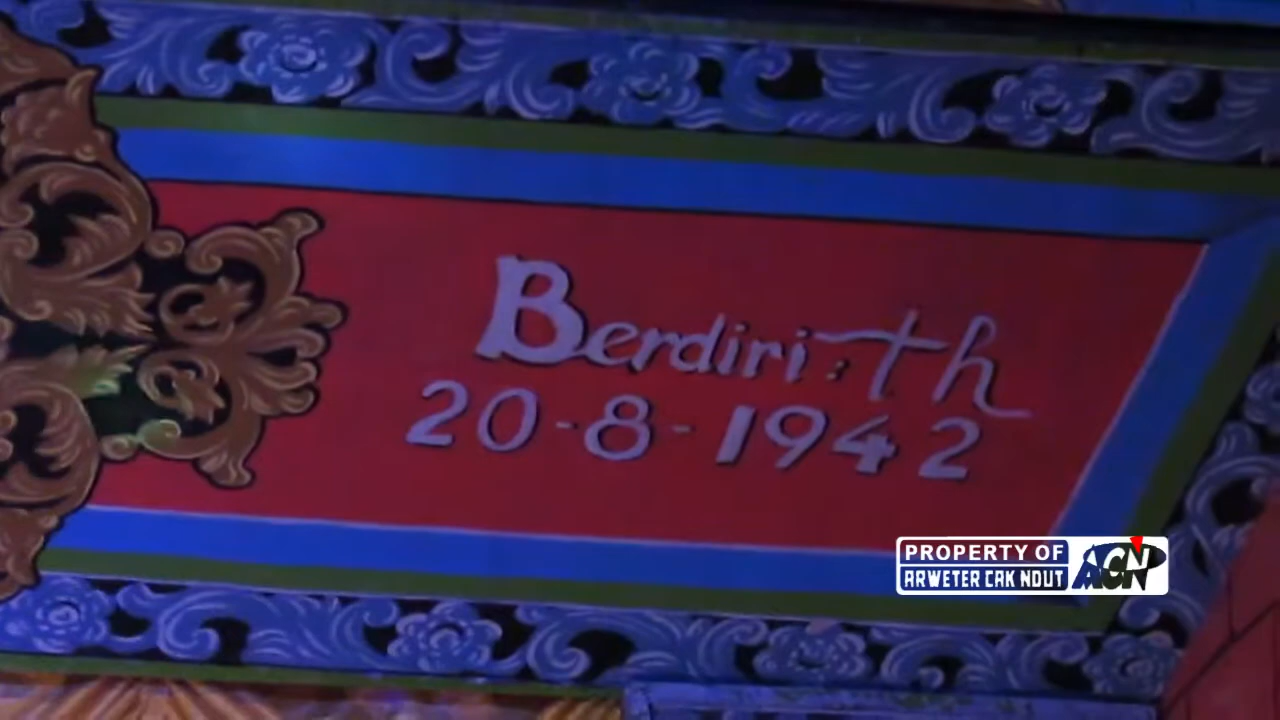 Berdiri : th
20-8-1942
PROPERTY OF
ARWETER CAK NDUT
ACN